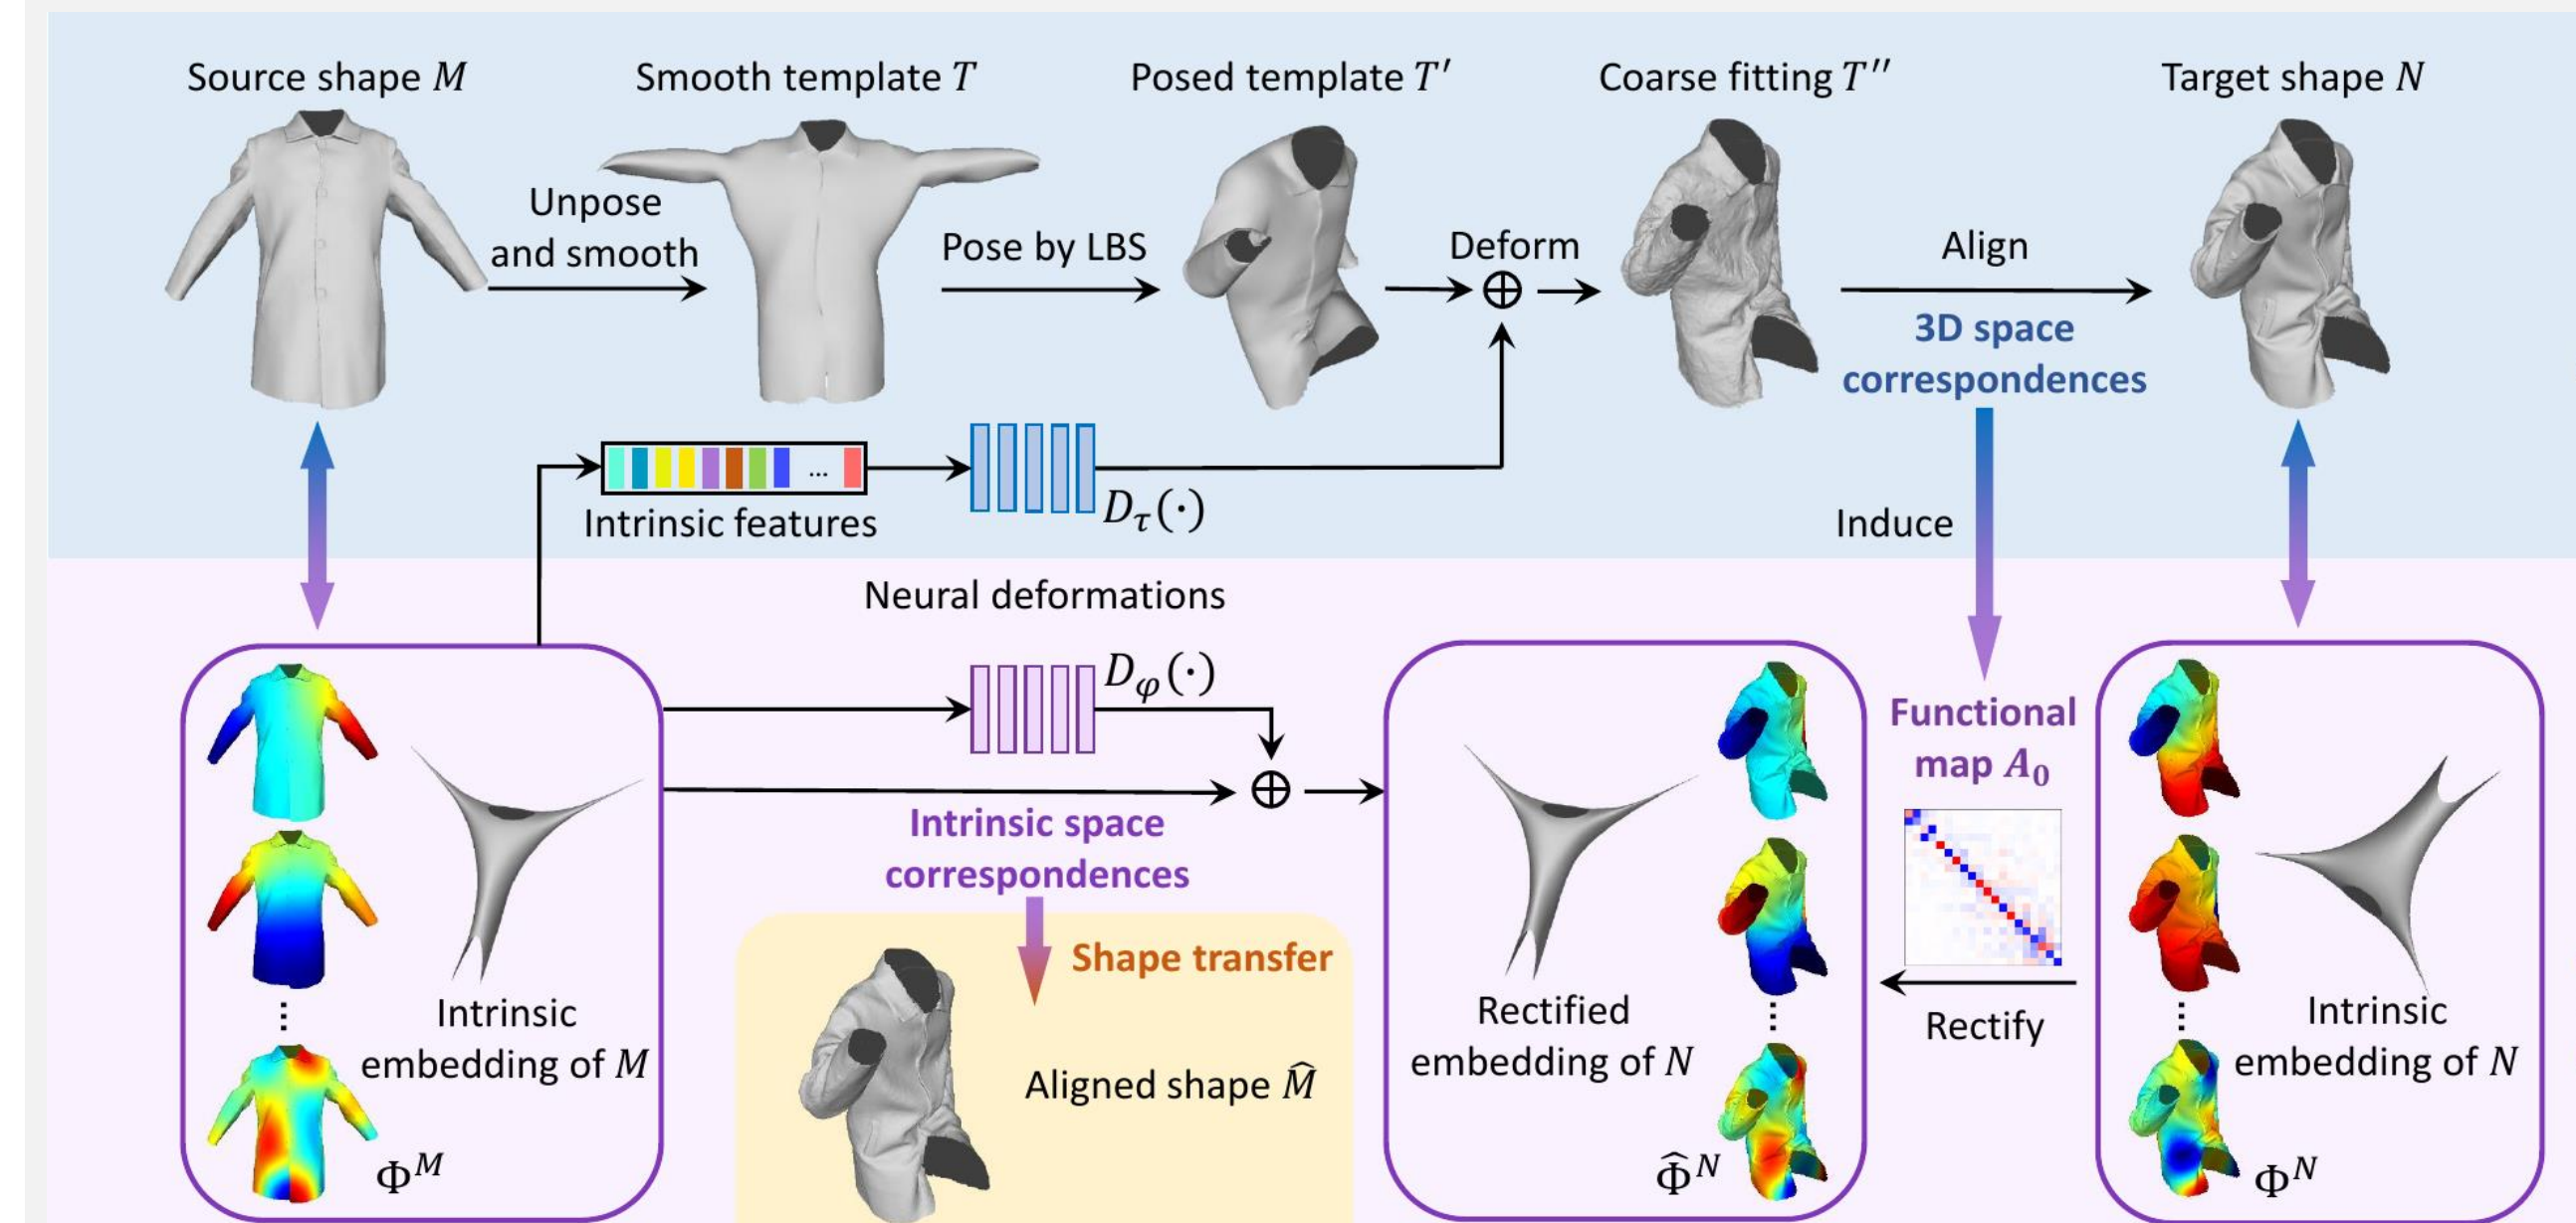 Source shape M
Smooth template T
Posed template T′
Coarse fitting T″
Target shape N
Unpose
and smooth
Pose by LBS
Deform
⊕
Align
3D space
correspondences
...
Intrinsic features
D_τ(·)
Induce
Neural deformations
D_φ(·)
⊕
Functional
map A₀
Intrinsic space
correspondences
Shape transfer
Intrinsic
embedding of M
Φ^M
Aligned shape M̂
Rectified
embedding of N
Φ̂^N
Rectify
Intrinsic
embedding of N
Φ^N